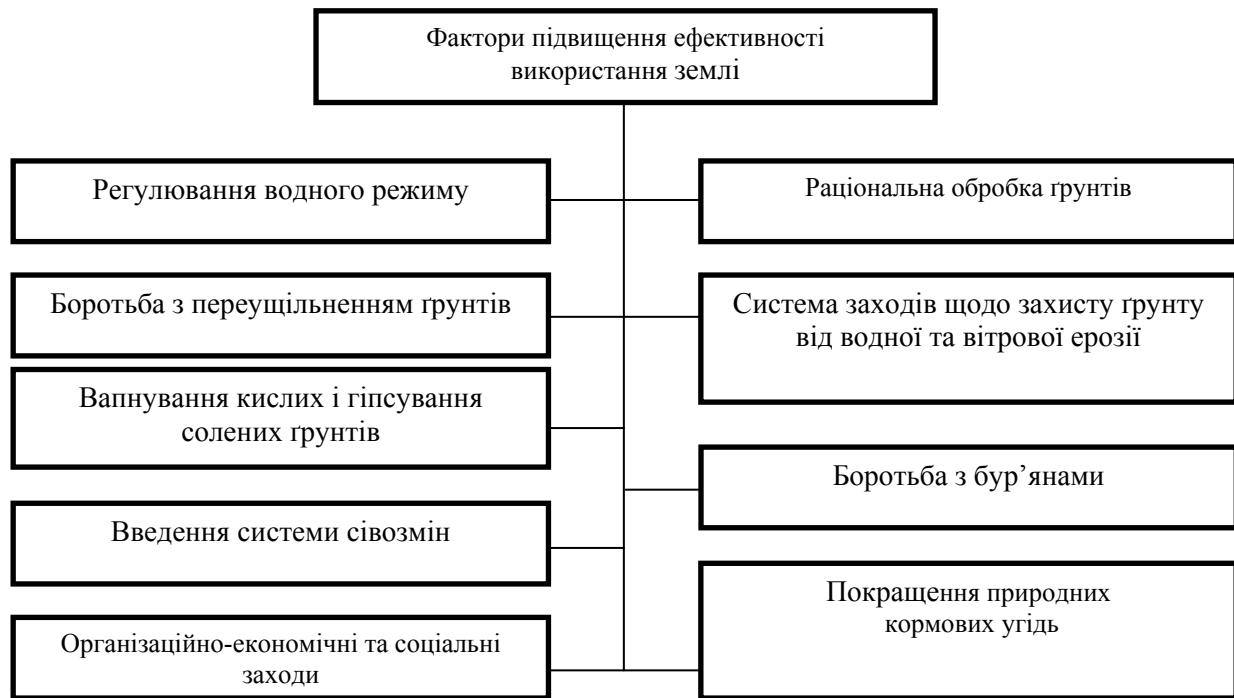 Фактори підвищення ефективності
використання землі
Регулювання водного режиму
Раціональна обробка ґрунтів
Боротьба з переущільненням ґрунтів
Система заходів щодо захисту ґрунту
від водної та вітрової ерозії
Вапнування кислих і гіпсування
солених ґрунтів
Боротьба з бур’янами
Введення системи сівозмін
Покращення природних
кормових угідь
Організаційно-економічні та соціальні
заходи